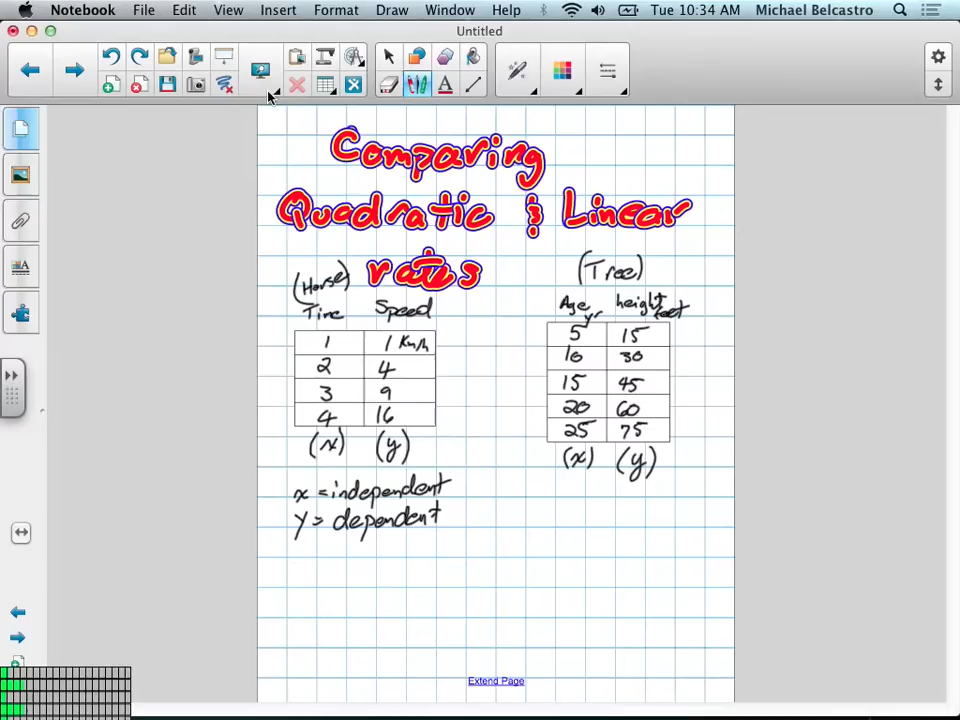 Notebook File Edit View Insert Format Draw Window Help Tue 10:34 AM Michael Belcastro
Untitled
Comparing
Quadratic & Linear
rates
(Horse)
Time Speed
1 1 Km/h
2 4
3 9
4 16
(x) (y)
x = independent
y = dependent
(Tree)
Age yr height feet
5 15
10 30
15 45
20 60
25 75
(x) (y)
Extend Page